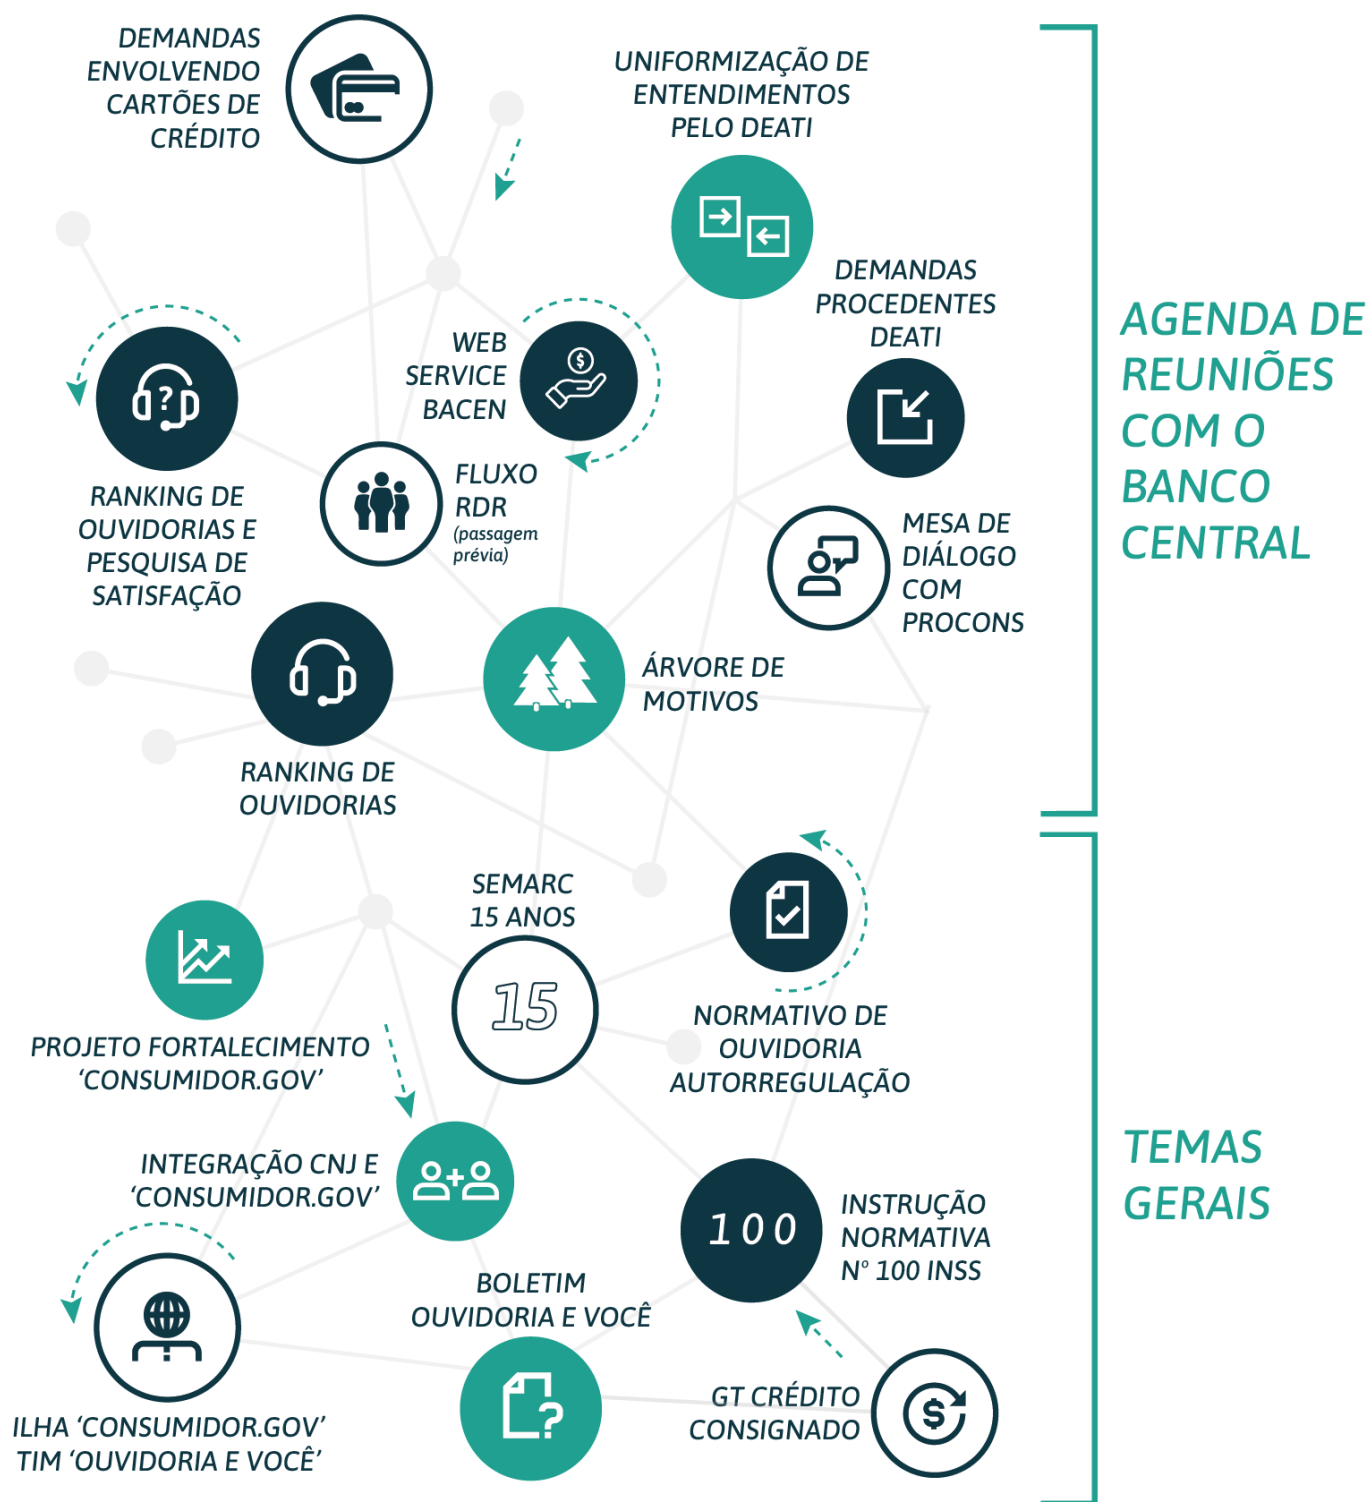 DEMANDAS
ENVOLVENDO
CARTÕES DE
CRÉDITO
UNIFORMIZAÇÃO DE
ENTENDIMENTOS
PELO DEATI
DEMANDAS
PROCEDENTES
DEATI
WEB
SERVICE
BACEN
?
$
RANKING DE
OUVIDORIAS E
PESQUISA DE
SATISFAÇÃO
FLUXO
RDR
(passagem
prévia)
MESA DE
DIÁLOGO
COM
PROCONS
ÁRVORE DE
MOTIVOS
RANKING DE
OUVIDORIAS
AGENDA DE
REUNIÕES
COM O
BANCO
CENTRAL
SEMARC
15 ANOS
15
PROJETO FORTALECIMENTO
‘CONSUMIDOR.GOV’
NORMATIVO DE
OUVIDORIA
AUTORREGULAÇÃO
INTEGRAÇÃO CNJ E
‘CONSUMIDOR.GOV’
100
INSTRUÇÃO
NORMATIVA
Nº 100 INSS
BOLETIM
OUVIDORIA E VOCÊ
?
GT CRÉDITO
CONSIGNADO
$
ILHA ‘CONSUMIDOR.GOV’
TIM ‘OUVIDORIA E VOCÊ’
TEMAS
GERAIS